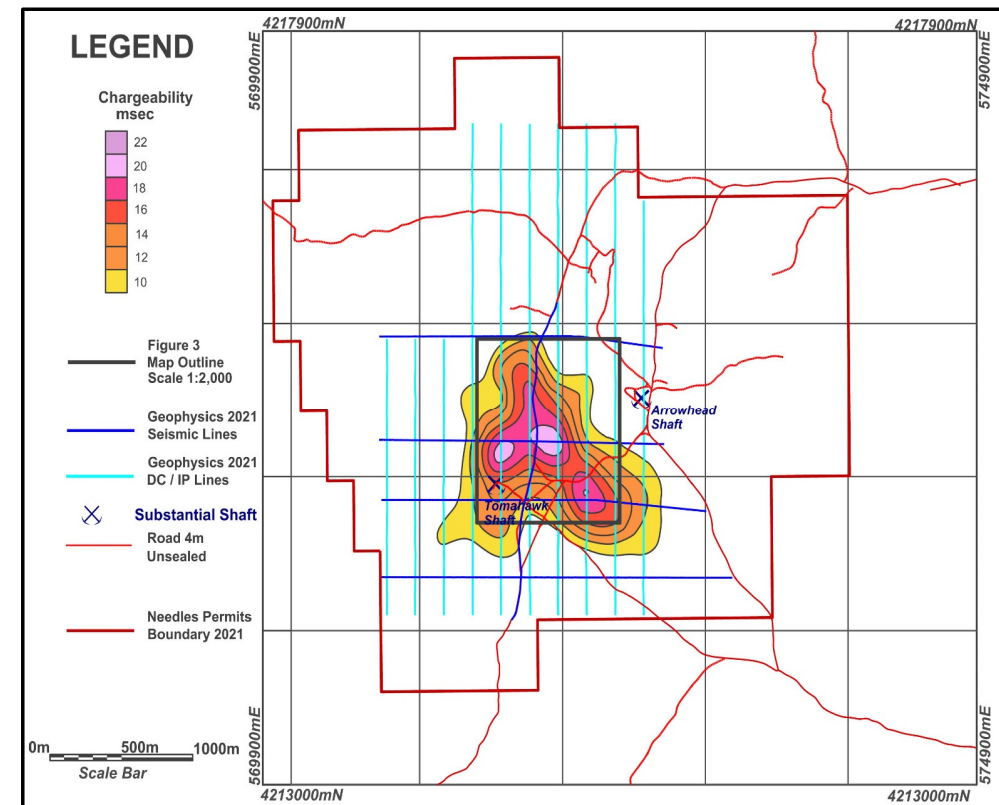 LEGEND
Chargeability
msec
22
20
18
16
14
12
10
Figure 3
Map Outline
Scale 1:2,000
Geophysics 2021
Seismic Lines
Geophysics 2021
DC / IP Lines
Substantial Shaft
Road 4m
Unsealed
Needles Permits
Boundary 2021
0m
500m
1000m
Scale Bar
4217900mN
4217900mN
569900mE
574900mE
Arrowhead
Shaft
Tomahawk
Shaft
569900mE
574900mE
4213000mN
4213000mN